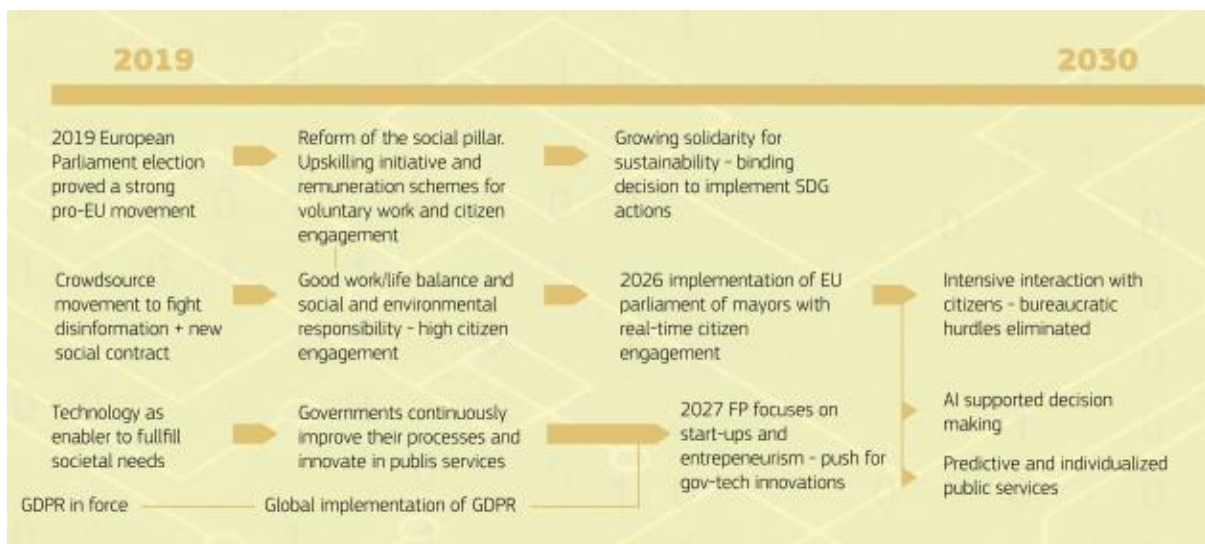 2019
2030
2019 European
Parliament election
proved a strong
pro-EU movement
Reform of the social pillar.
Upskilling initiative and
remuneration schemes for
voluntary work and citizen
engagement
Growing solidarity for
sustainability - binding
decision to implement SDG
actions
Crowdsource
movement to fight
disinformation + new
social contract
Good work/life balance and
social and environmental
responsibility - high citizen
engagement
2026 implementation of EU
parliament of mayors with
real-time citizen
engagement
Intensive interaction with
citizens - bureaucratic
hurdles eliminated
Technology as
enabler to fullfill
societal needs
Governments continuously
improve their processes and
innovate in publis services
2027 FP focuses on
start-ups and
entrepeneurism - push for
gov-tech innovations
AI supported decision
making
Predictive and individualized
public services
GDPR in force
Global implementation of GDPR